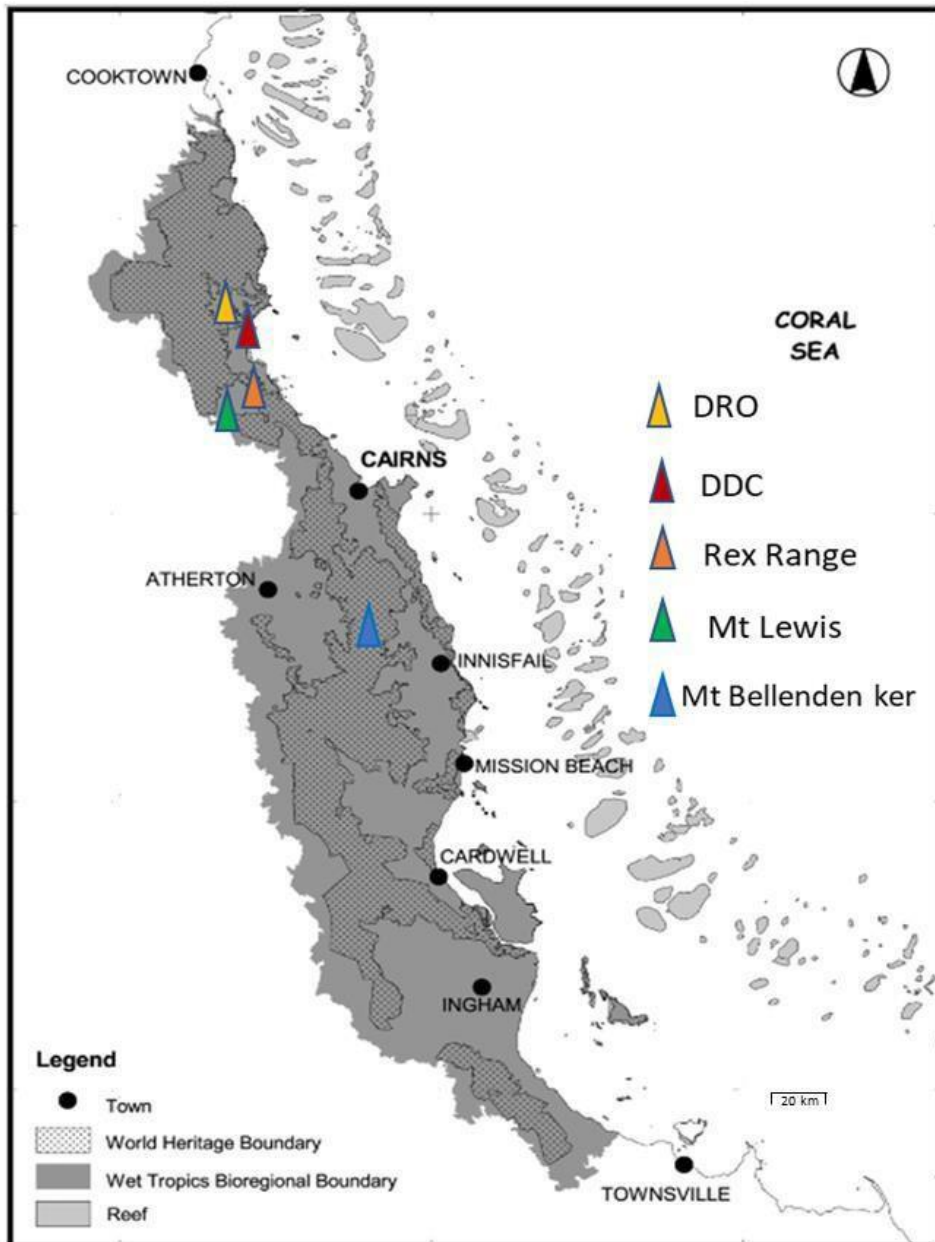 COOKTOWN
CORAL
SEA
DRO
CAIRNS
DDC
Rex Range
ATHERTON
Mt Lewis
INNISFAIL
Mt Bellenden ker
MISSION BEACH
CARDWELL
INGHAM
Legend
Town
20 km
World Heritage Boundary
Wet Tropics Bioregional Boundary
TOWNSVILLE
Reef